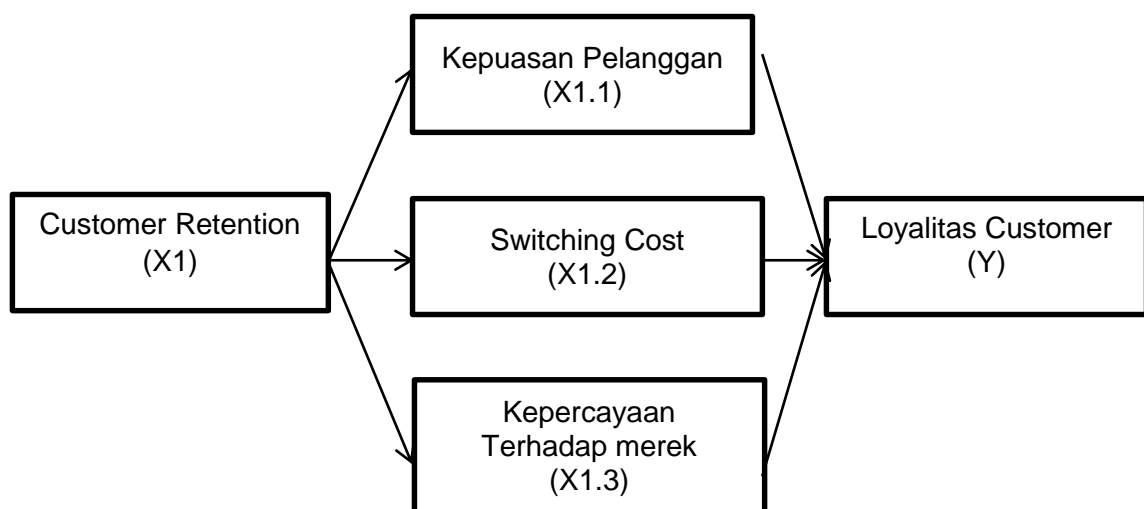 Kepuasan Pelanggan
(X1.1)
Customer Retention
(X1)
Switching Cost
(X1.2)
Loyalitas Customer
(Y)
Kepercayaan
Terhadap merek
(X1.3)